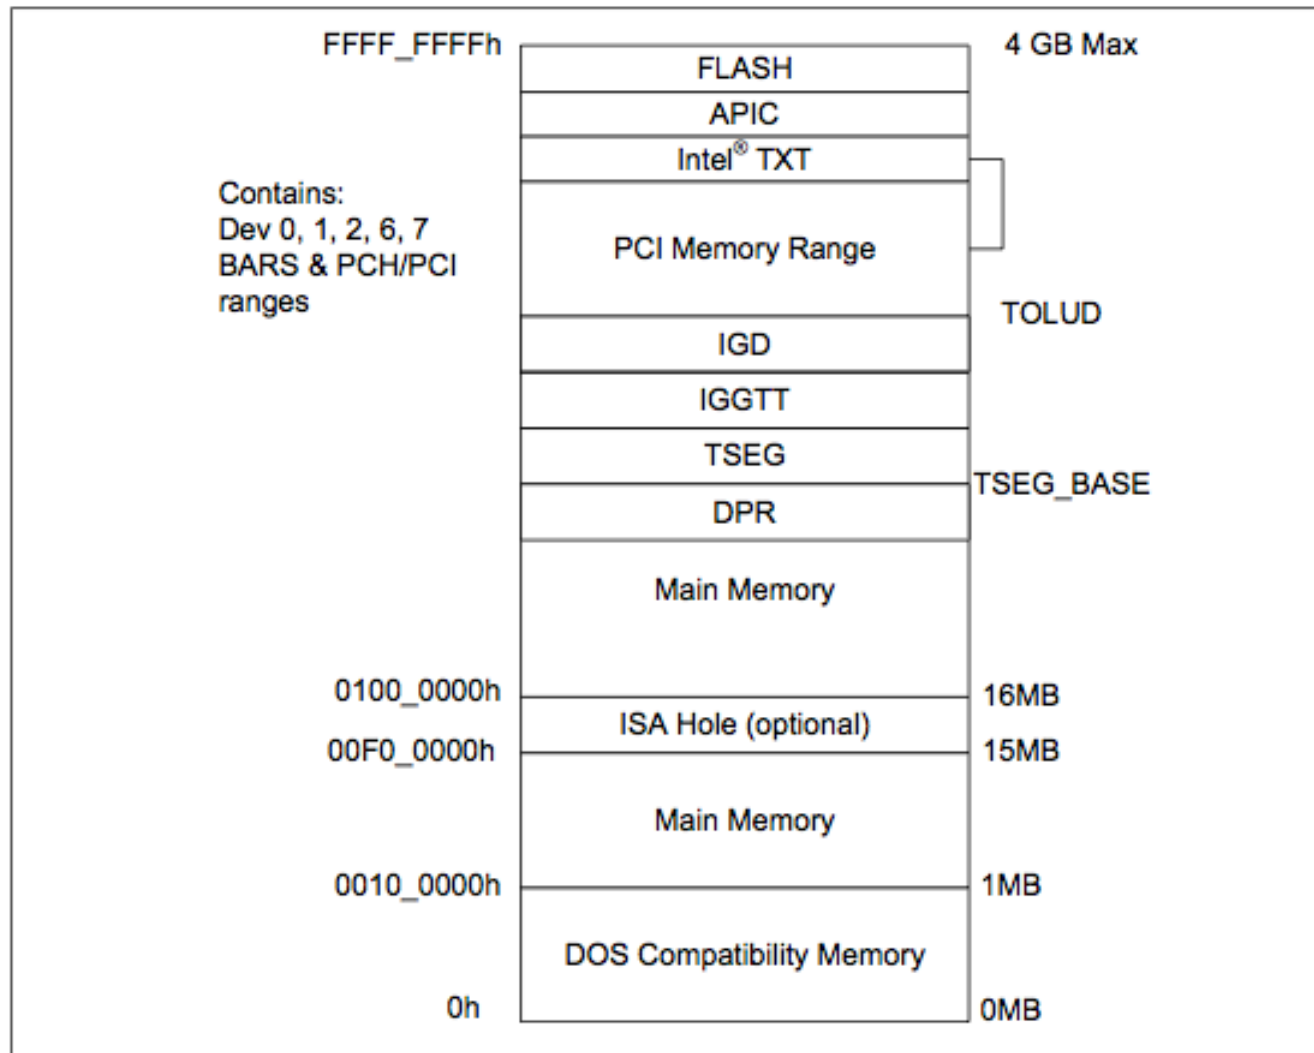 FFFF_FFFFh
4 GB Max
FLASH
APIC
Intel® TXT
Contains:
Dev 0, 1, 2, 6, 7
BARS & PCH/PCI
ranges
PCI Memory Range
TOLUD
IGD
IGGTT
TSEG
TSEG_BASE
DPR
Main Memory
0100_0000h
16MB
ISA Hole (optional)
00F0_0000h
15MB
Main Memory
0010_0000h
1MB
DOS Compatibility Memory
0h
0MB